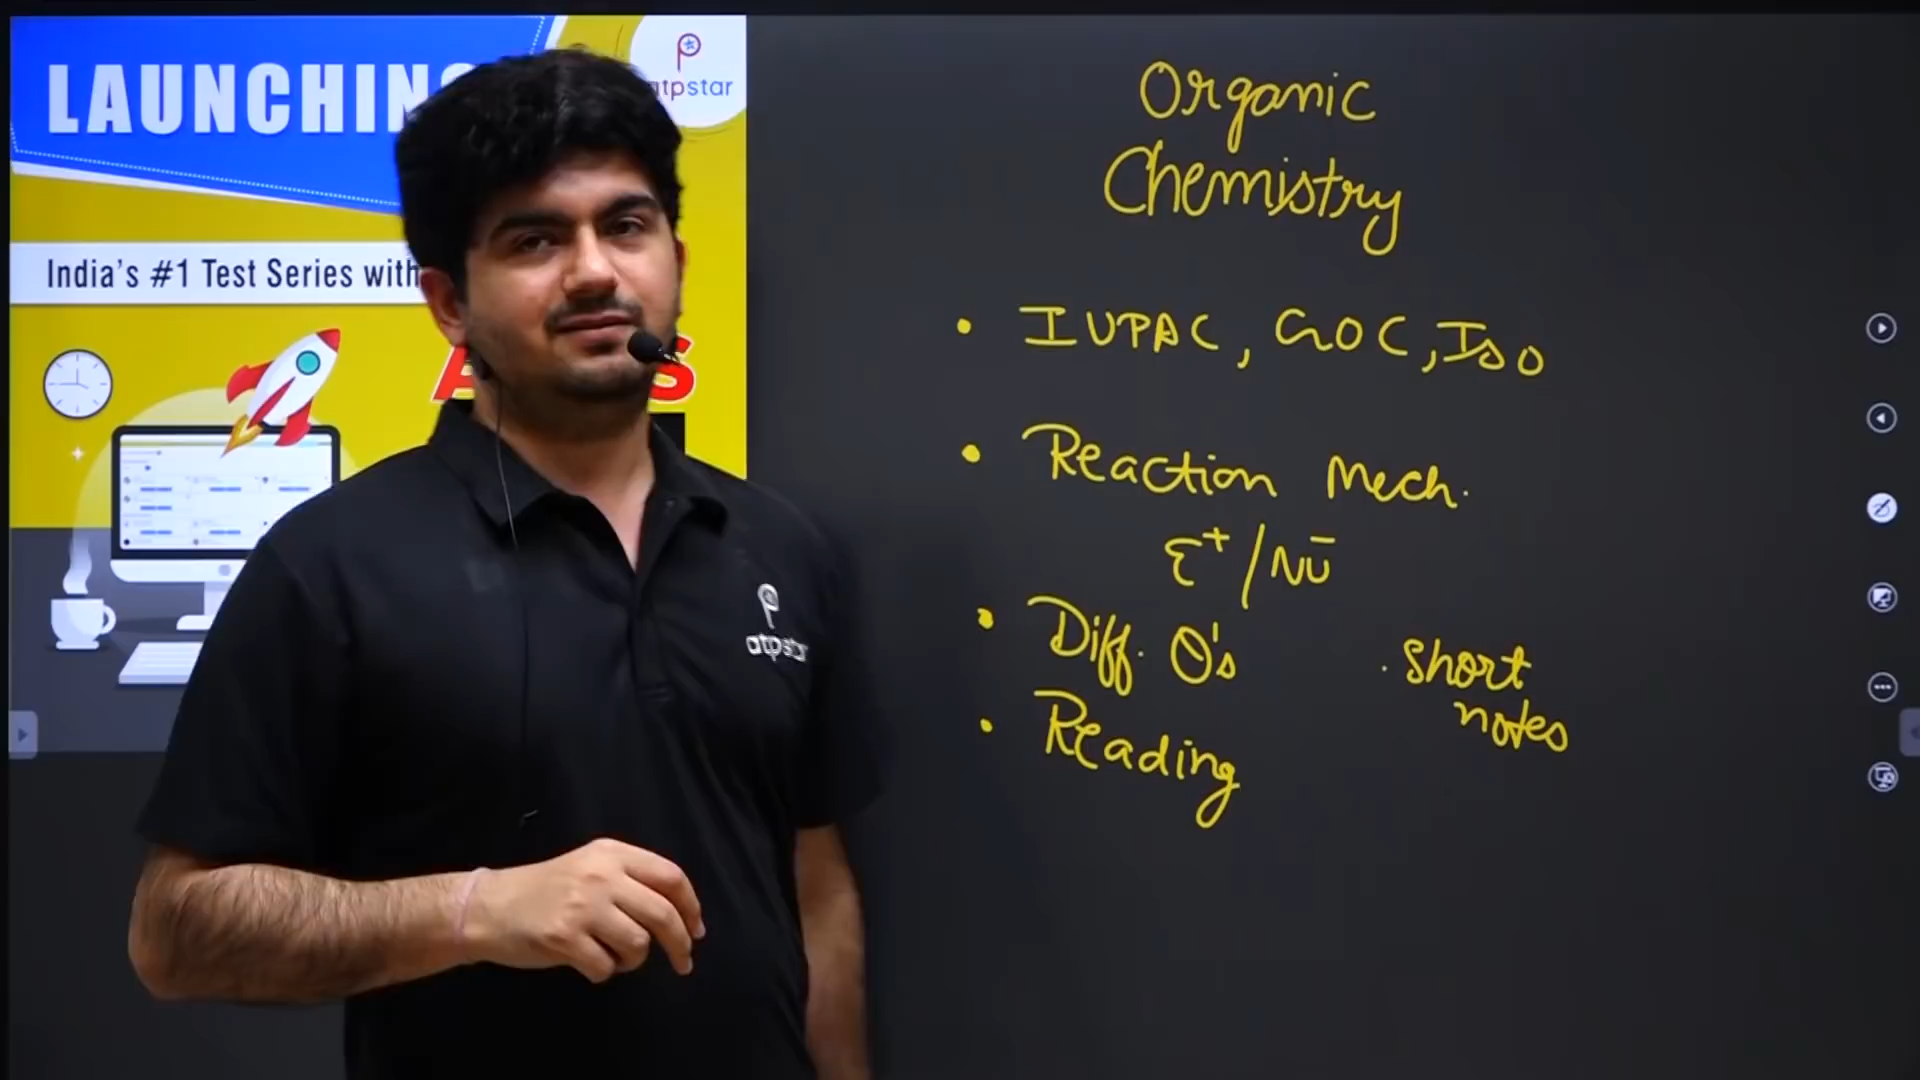 LAUNCHIN
atpstar
India's #1 Test Series with
A
S
atpstar
Organic
Chemistry
• IUPAC, GOC, Iso
• Reaction Mech.
E⁺/Nū
• Diff. Q's
• Short
notes
• Reading